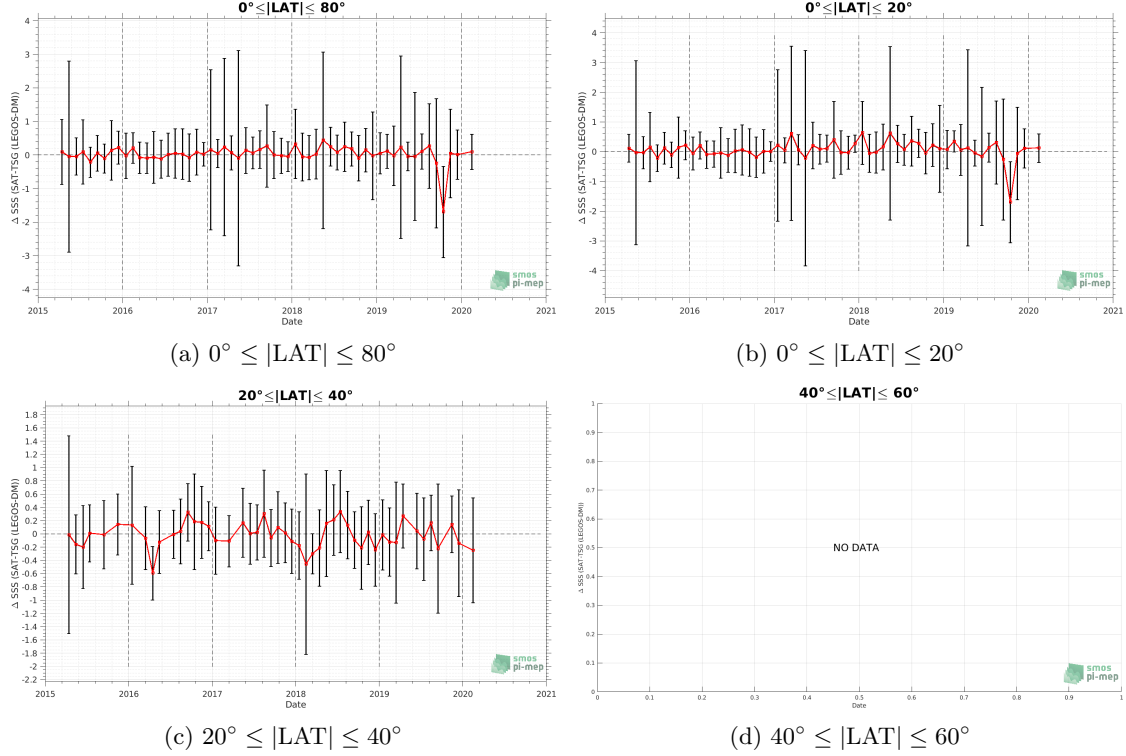 0°≤|LAT|≤ 80°
4
3
2
1
0
-1
-2
-3
-4
Δ SSS (SAT-TSG (LEGOS-DM))
2015 2016 2017 2018 2019 2020 2021
Date
smos
pi-mep
(a) 0° ≤ |LAT| ≤ 80°
0°≤|LAT|≤ 20°
4
3
2
1
0
-1
-2
-3
-4
Δ SSS (SAT-TSG (LEGOS-DM))
2015 2016 2017 2018 2019 2020 2021
Date
smos
pi-mep
(b) 0° ≤ |LAT| ≤ 20°
20°≤|LAT|≤ 40°
1.8
1.6
1.4
1.2
1
0.8
0.6
0.4
0.2
0
-0.2
-0.4
-0.6
-0.8
-1
-1.2
-1.4
-1.6
-1.8
-2
-2.2
Δ SSS (SAT-TSG (LEGOS-DM))
2015 2016 2017 2018 2019 2020 2021
Date
smos
pi-mep
(c) 20° ≤ |LAT| ≤ 40°
40°≤|LAT|≤ 60°
1
0.9
0.8
0.7
0.6
0.5
0.4
0.3
0.2
0.1
0
Δ SSS (SAT-TSG (LEGOS-DM))
NO DATA
0 0.1 0.2 0.3 0.4 0.5 0.6 0.7 0.8 0.9 1
Date
smos
pi-mep
(d) 40° ≤ |LAT| ≤ 60°